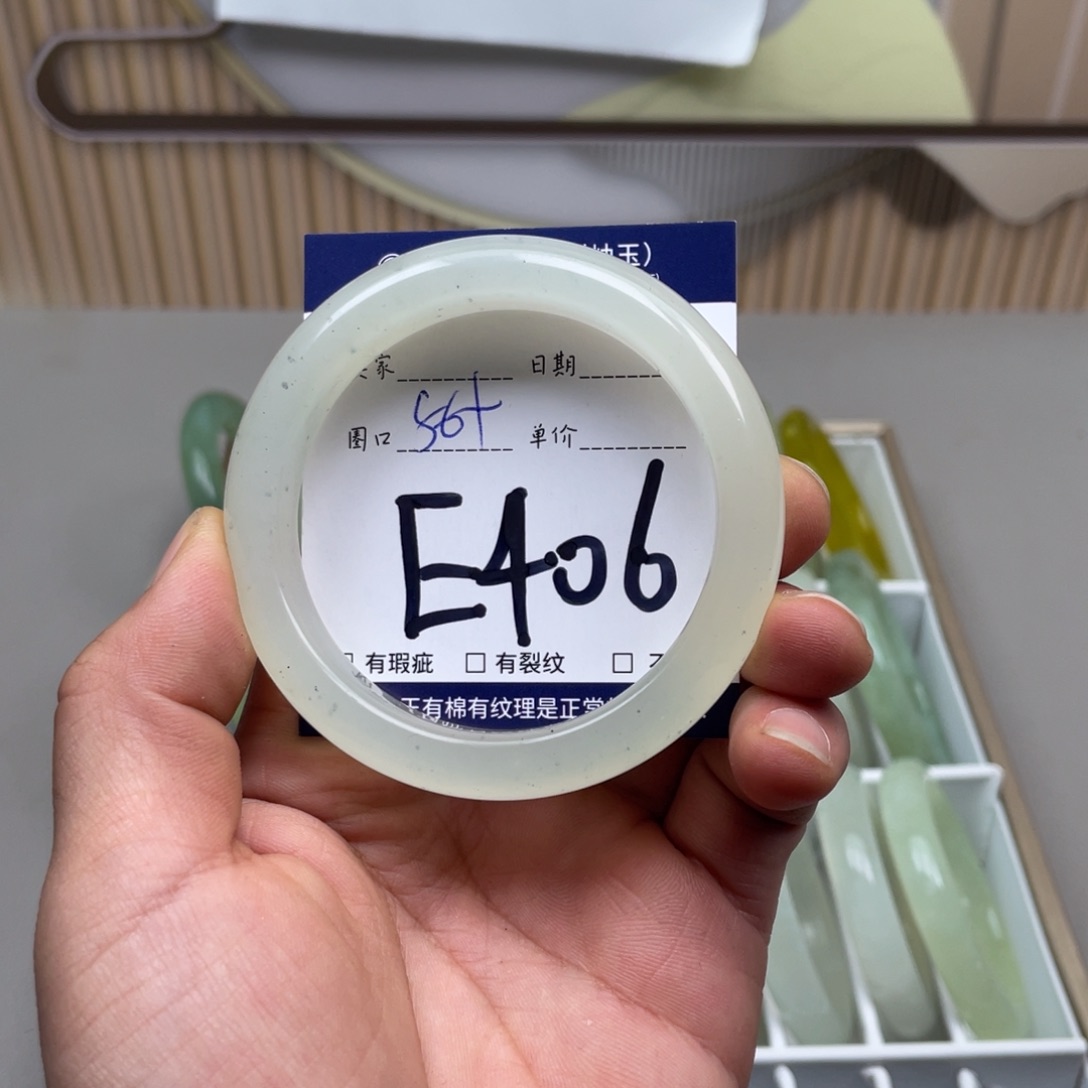 玉）
家 日期
圈口 56+ 单价
E406
有瑕疵 有裂纹
有棉有纹理是正常